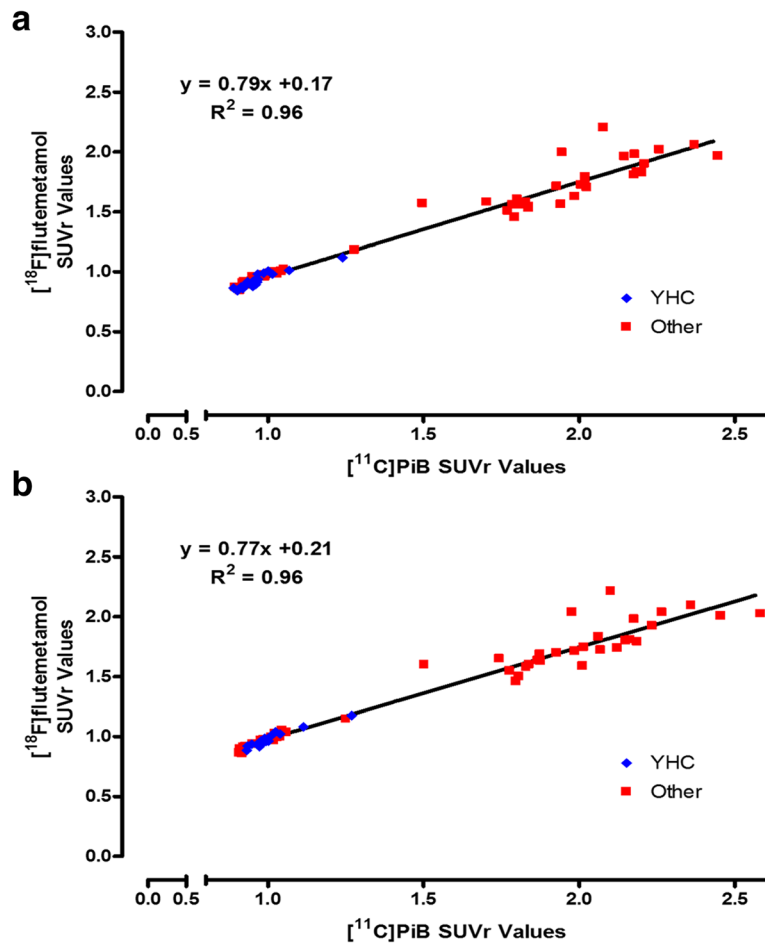 a
3.0
y = 0.79x +0.17
R² = 0.96
2.5
2.0
1.5
1.0
0.5
0.0
[¹⁸F]flutemetamol
SUVr Values
YHC
Other
0.0 0.5 1.0 1.5 2.0 2.5
[¹¹C]PiB SUVr Values
b
3.0
y = 0.77x +0.21
R² = 0.96
2.5
2.0
1.5
1.0
0.5
0.0
[¹⁸F]flutemetamol
SUVr Values
YHC
Other
0.0 0.5 1.0 1.5 2.0 2.5
[¹¹C]PiB SUVr Values